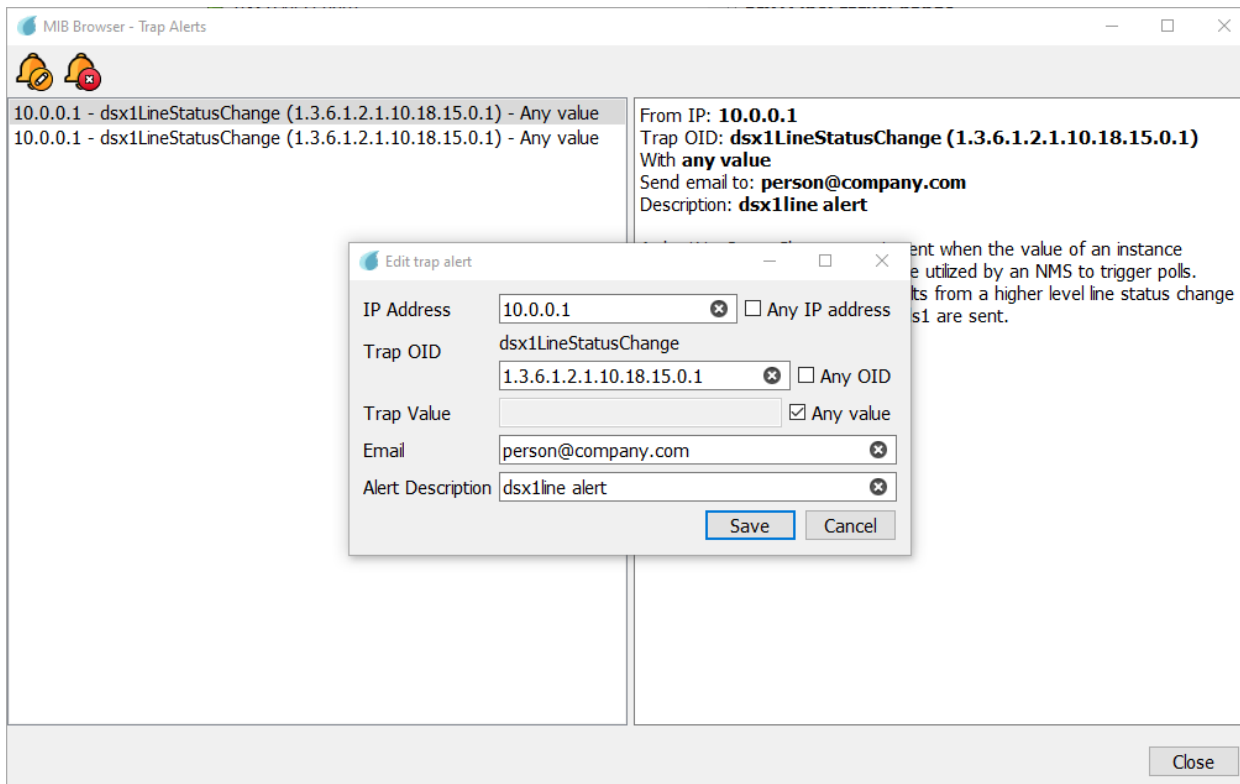 MIB Browser - Trap Alerts
10.0.0.1 - dsx1LineStatusChange (1.3.6.1.2.1.10.18.15.0.1) - Any value
10.0.0.1 - dsx1LineStatusChange (1.3.6.1.2.1.10.18.15.0.1) - Any value
From IP: 10.0.0.1
Trap OID: dsx1LineStatusChange (1.3.6.1.2.1.10.18.15.0.1)
With any value
Send email to: person@company.com
Description: dsx1line alert
when the value of an instance
utilized by an NMS to trigger polls.
from a higher level line status change
are sent.
Edit trap alert
IP Address 10.0.0.1 Any IP address
Trap OID dsx1LineStatusChange
1.3.6.1.2.1.10.18.15.0.1 Any OID
Trap Value Any value
Email person@company.com
Alert Description dsx1line alert
Save Cancel
Close